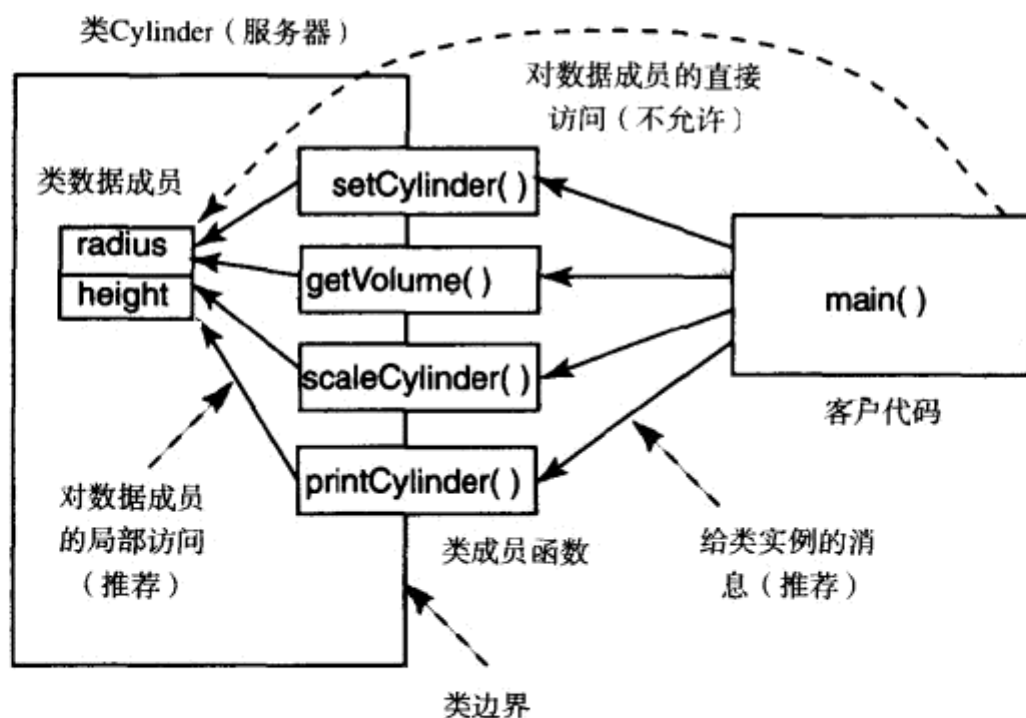 类Cylinder（服务器）
对数据成员的直接
访问（不允许）
类数据成员
radius
height
setCylinder( )
getVolume( )
scaleCylinder( )
printCylinder( )
main( )
客户代码
对数据成员
的局部访问
（推荐）
类成员函数
给类实例的消
息（推荐）
类边界